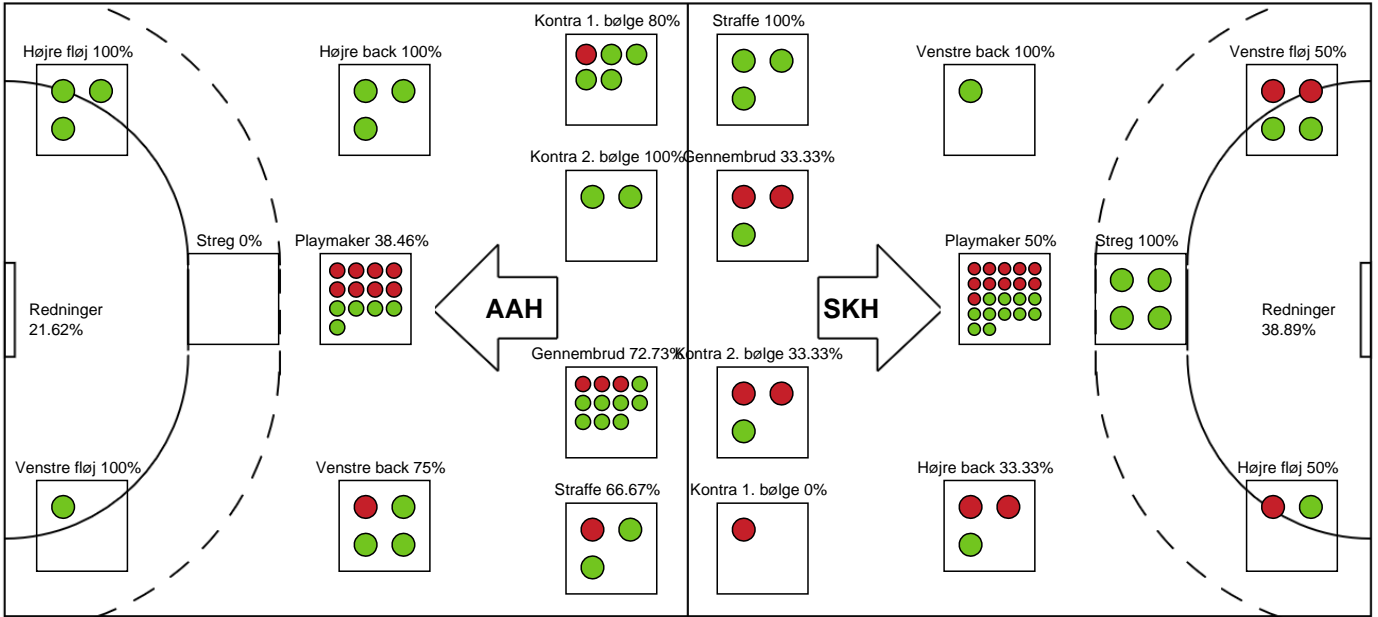 Kontra 1. bølge 80%
Straffe 100%
Højre fløj 100%
Højre back 100%
Venstre back 100%
Venstre fløj 50%
Kontra 2. bølge 100%
Gennembrud 33.33%
Streg 0%
Playmaker 38.46%
Playmaker 50%
Streg 100%
Redninger
21.62%
AAH
SKH
Redninger
38.89%
Gennembrud 72.73%
Kontra 2. bølge 33.33%
Venstre fløj 100%
Venstre back 75%
Straffe 66.67%
Kontra 1. bølge 0%
Højre back 33.33%
Højre fløj 50%